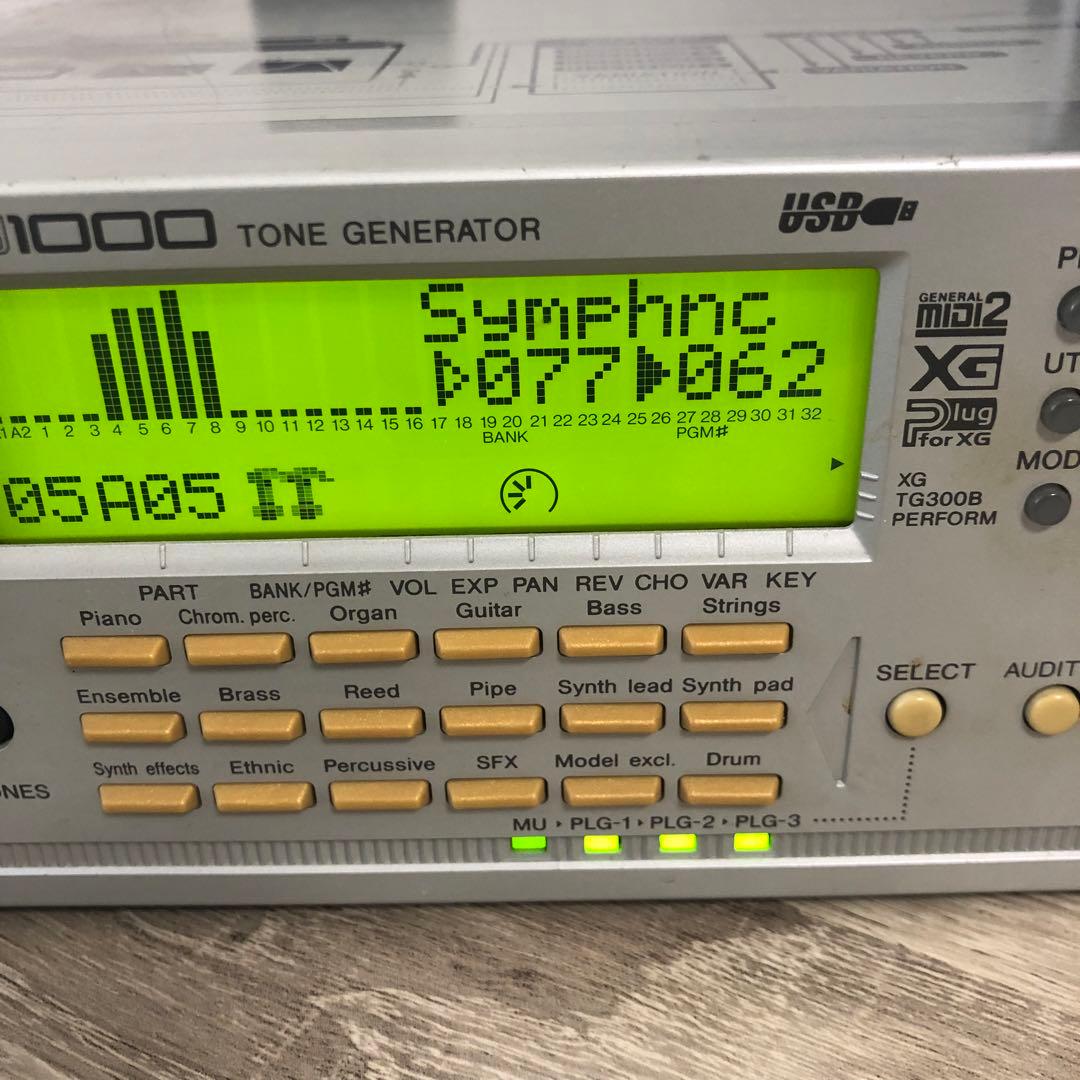 1000 TONE GENERATOR
USB
GENERAL
MIDI2
XG
Plug
for XG
Symphnc
077 062
A1 A2 1 2 3 4 5 6 7 8 9 10 11 12 13 14 15 16 17 18 19 20 21 22 23 24 25 26 27 28 29 30 31 32
BANK PGM#
05A05
XG
TG300B
PERFORM
MOD
PART BANK/PGM# VOL EXP PAN REV CHO VAR KEY
Piano Chrom. perc. Organ Guitar Bass Strings
Ensemble Brass Reed Pipe Synth lead Synth pad
SELECT AUDIT
Synth effects Ethnic Percussive SFX Model excl. Drum
NES
MU PLG-1 PLG-2 PLG-3